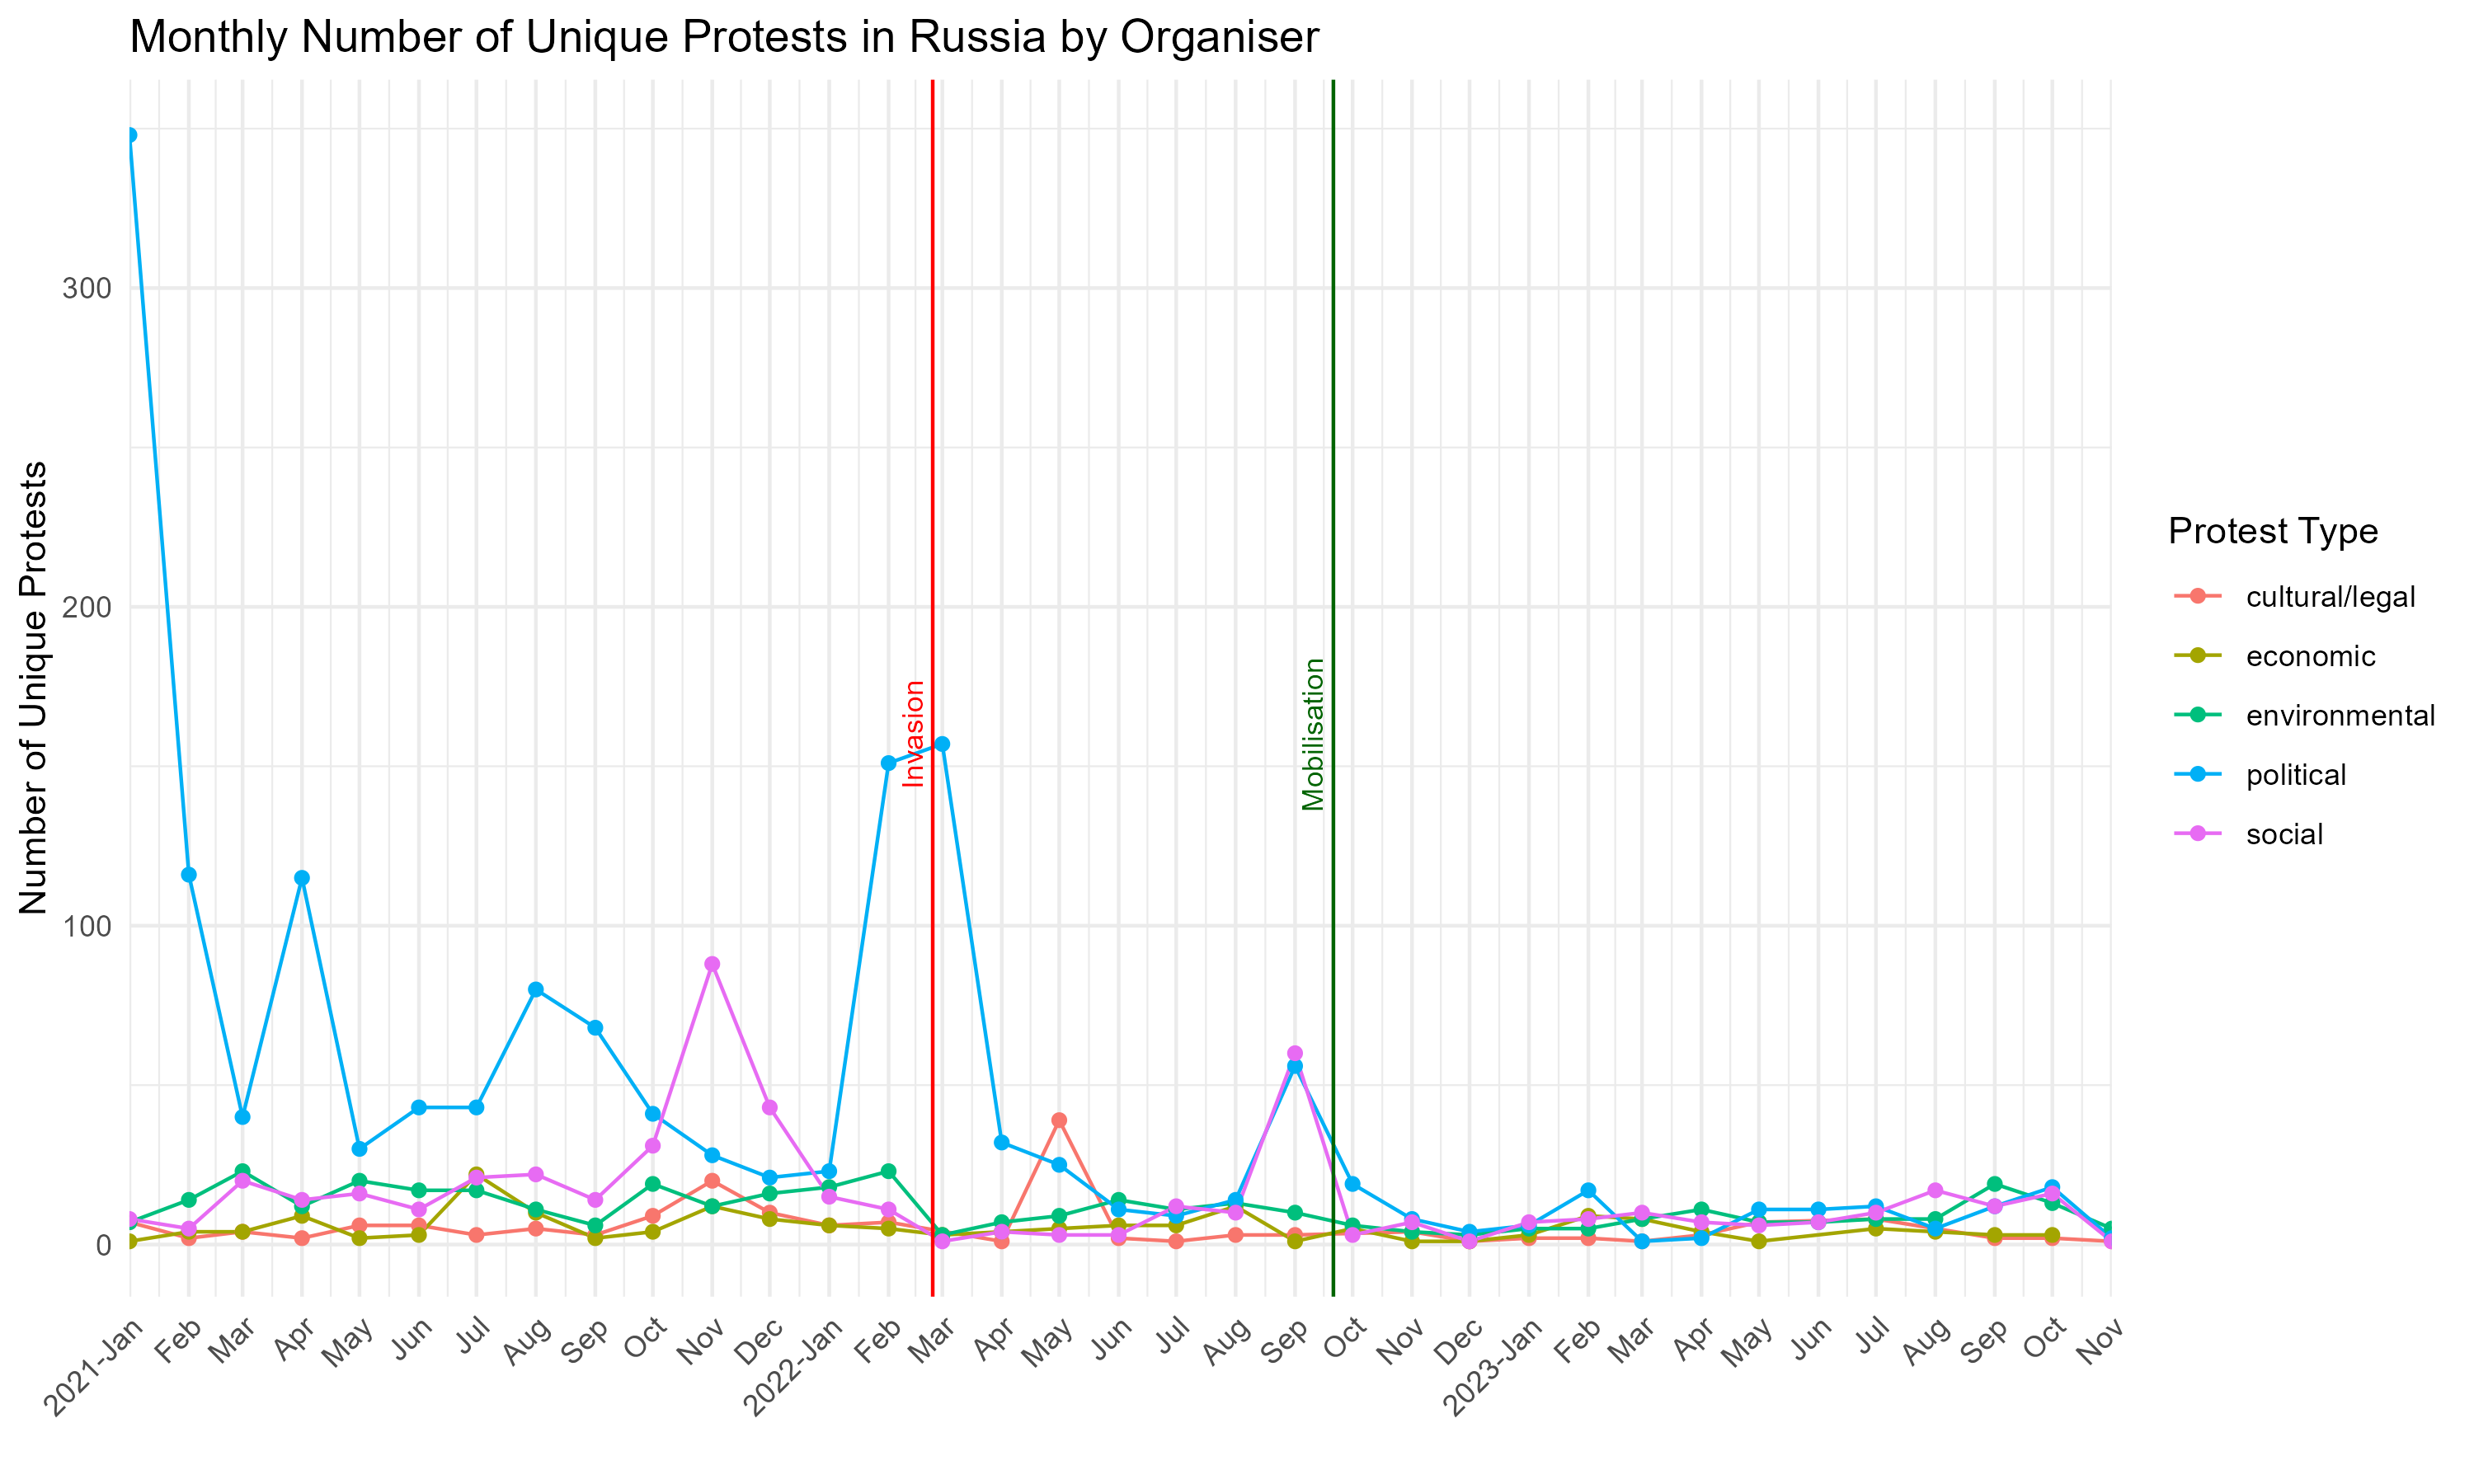 Monthly Number of Unique Protests in Russia by Organiser
Number of Unique Protests
300
200
100
0
Invasion
Mobilisation
2021-Jan
Feb
Mar
Apr
May
Jun
Jul
Aug
Sep
Oct
Nov
Dec
2022-Jan
Feb
Mar
Apr
May
Jun
Jul
Aug
Sep
Oct
Nov
Dec
2023-Jan
Feb
Mar
Apr
May
Jun
Jul
Aug
Sep
Oct
Nov
Protest Type
cultural/legal
economic
environmental
political
social